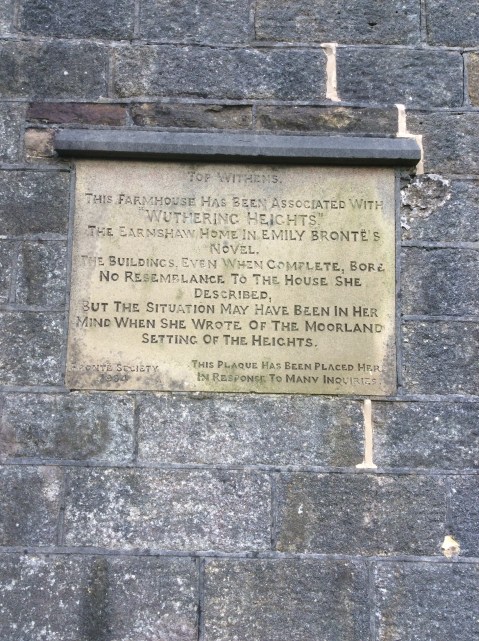 TOP WITHENS.
THIS FARMHOUSE HAS BEEN ASSOCIATED WITH
"WUTHERING HEIGHTS."
THE EARNSHAW HOME IN EMILY BRONTË'S
NOVEL.
THE BUILDINGS, EVEN WHEN COMPLETE, BORE
NO RESEMBLANCE TO THE HOUSE SHE
DESCRIBED,
BUT THE SITUATION MAY HAVE BEEN IN HER
MIND WHEN SHE WROTE OF THE MOORLAND
SETTING OF THE HEIGHTS.
SOCIETY
THIS PLAQUE HAS BEEN PLACED HER
IN RESPONSE TO MANY INQUIRIES